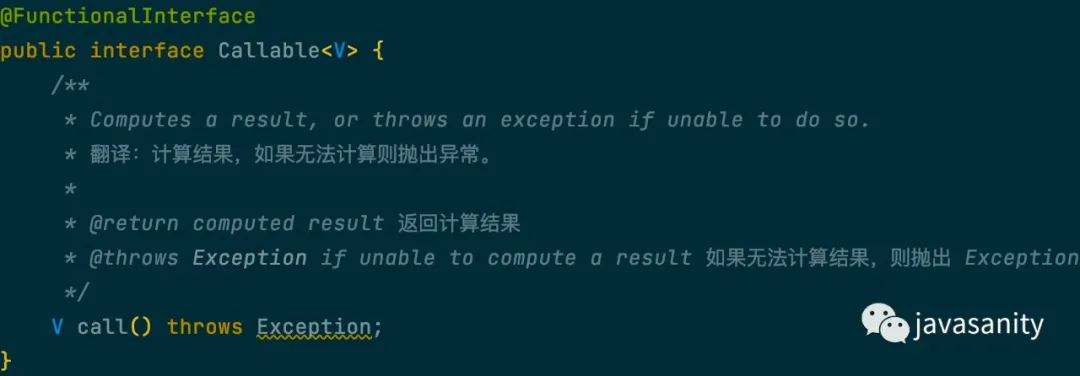 @FunctionalInterface
public interface Callable<V> {
/**
* Computes a result, or throws an exception if unable to do so.
* 翻译：计算结果，如果无法计算则抛出异常。
*
* @return computed result 返回计算结果
* @throws Exception if unable to compute a result 如果无法计算结果，则抛出 Exception
*/
V call() throws Exception;
}
javasanity